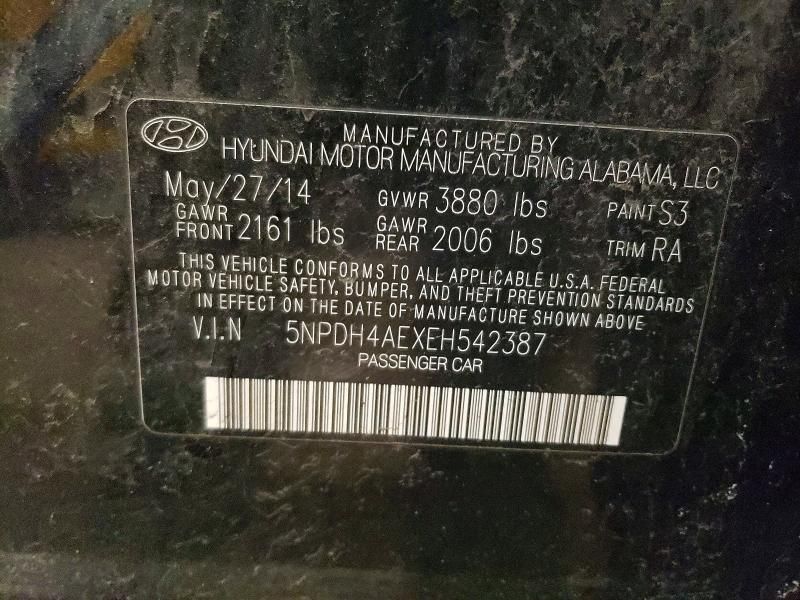 MANUFACTURED BY
HYUNDAI MOTOR MANUFACTURING ALABAMA, LLC
May/27/14 GVWR 3880 lbs PAINT S3
GAWR FRONT 2161 lbs GAWR REAR 2006 lbs TRIM RA
THIS VEHICLE CONFORMS TO ALL APPLICABLE U.S.A. FEDERAL
MOTOR VEHICLE SAFETY, BUMPER, AND THEFT PREVENTION STANDARDS
IN EFFECT ON THE DATE OF MANUFACTURE SHOWN ABOVE
V.I.N 5NPDH4AEXEH542387
PASSENGER CAR